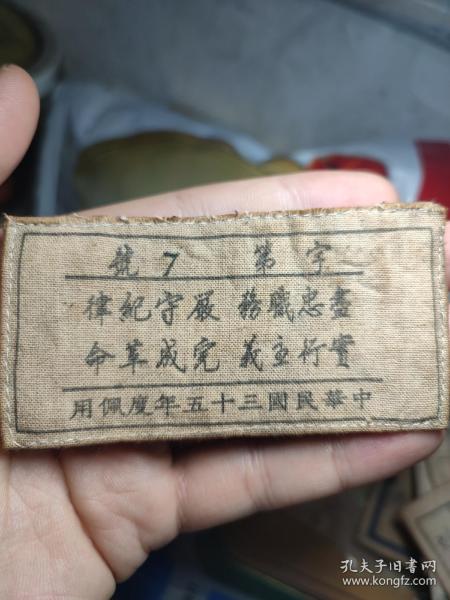 字第 7 號
盡忠職務 嚴守紀律
實行主義 完成革命
中華民國三十五年度佩用
孔夫子旧书网
www.kongfz.com